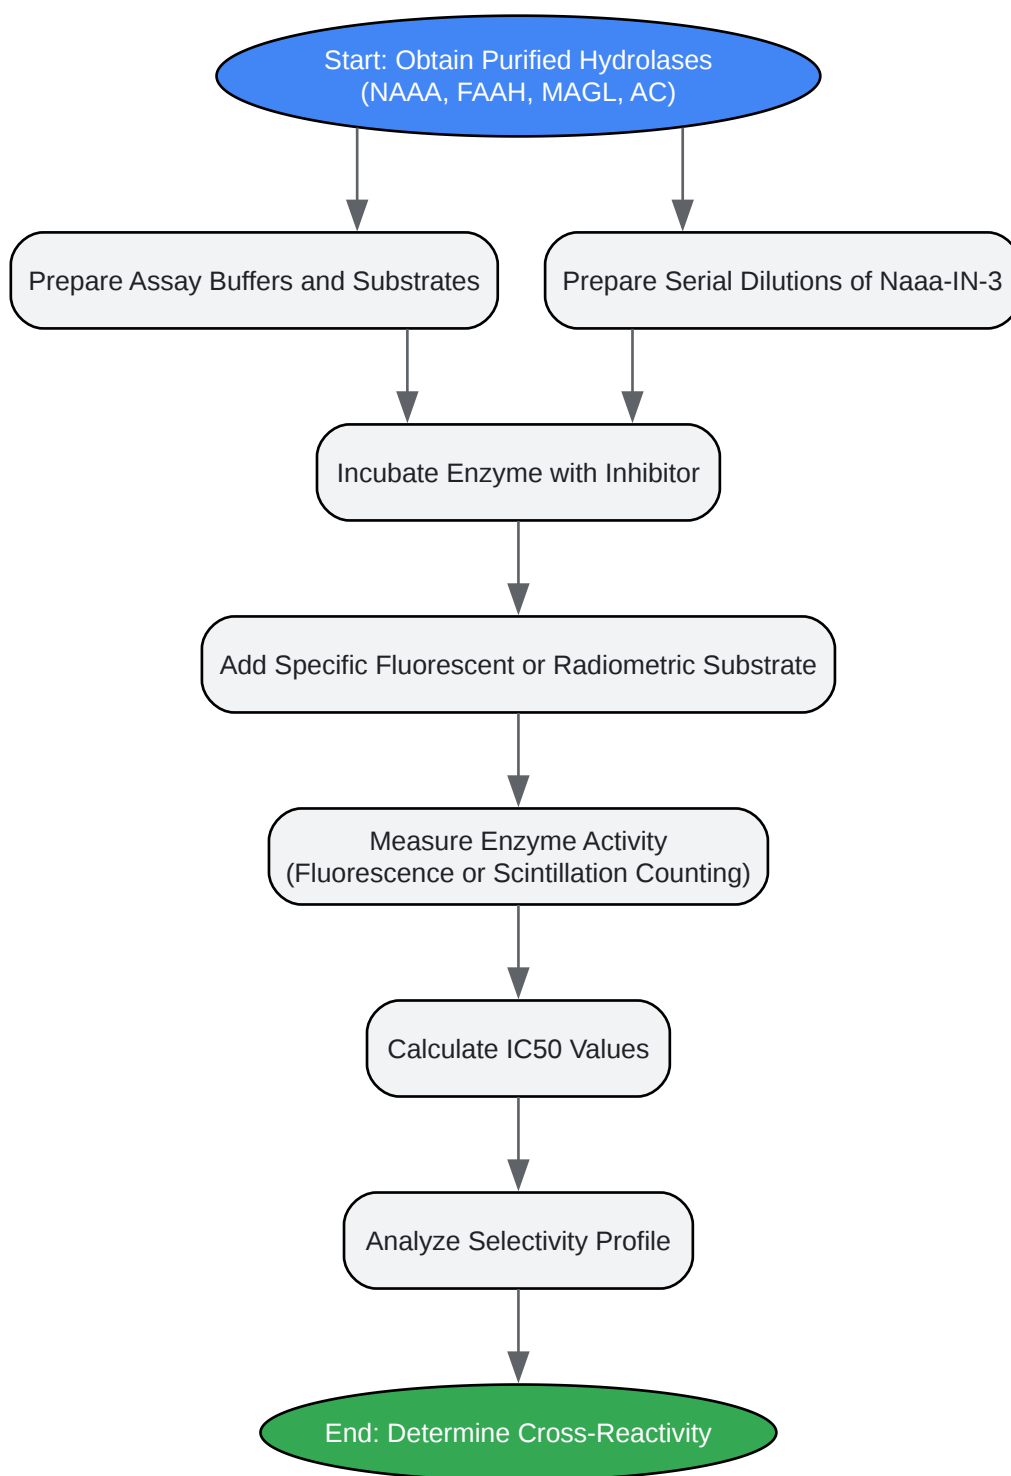 Start: Obtain Purified Hydrolases
(NAAA, FAAH, MAGL, AC)
Prepare Assay Buffers and Substrates
Prepare Serial Dilutions of Naaa-IN-3
Incubate Enzyme with Inhibitor
Add Specific Fluorescent or Radiometric Substrate
Measure Enzyme Activity
(Fluorescence or Scintillation Counting)
Calculate IC50 Values
Analyze Selectivity Profile
End: Determine Cross-Reactivity